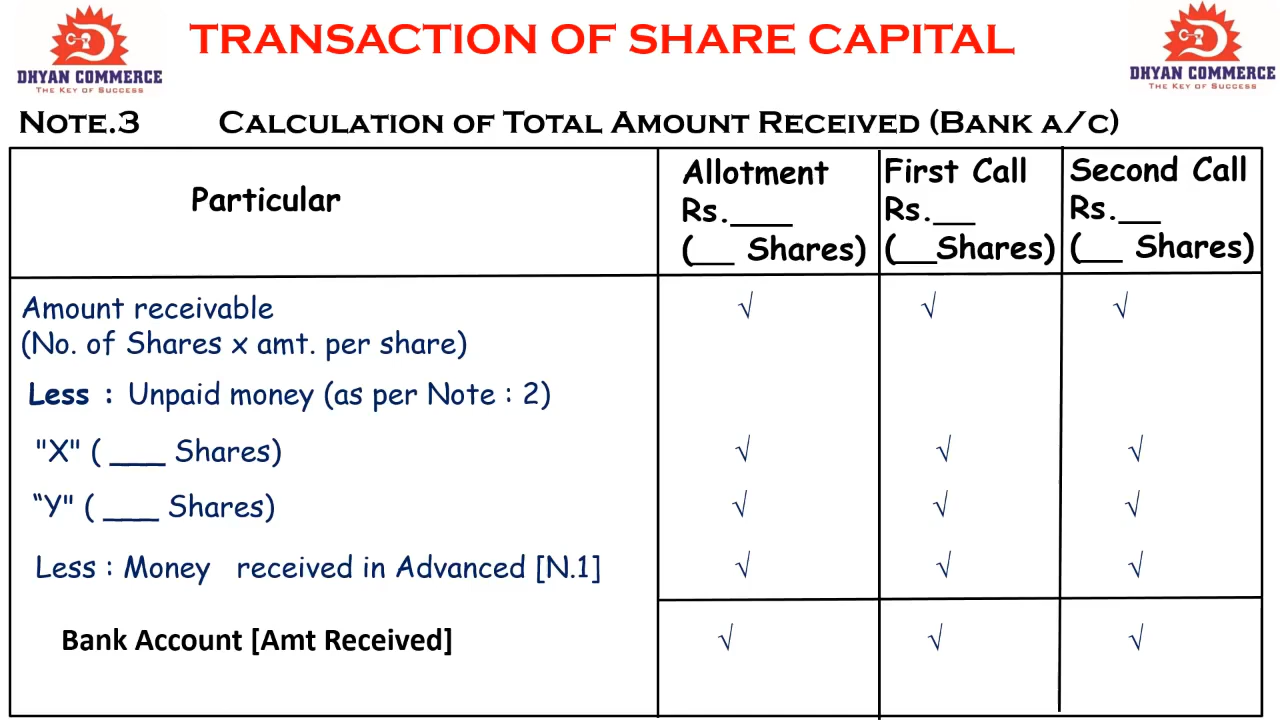 TRANSACTION OF SHARE CAPITAL
DHYAN COMMERCE
THE KEY OF SUCCESS
DHYAN COMMERCE
THE KEY OF SUCCESS
NOTE.3 CALCULATION OF TOTAL AMOUNT RECEIVED (BANK A/C)
Particular
Allotment
Rs.___
(__ Shares)
First Call
Rs.__
(__Shares)
Second Call
Rs.__
(__ Shares)
Amount receivable √ √ √
(No. of Shares x amt. per share)
Less : Unpaid money (as per Note : 2)
"X" ( ___ Shares) √ √ √
“Y" ( ___ Shares) √ √ √
Less : Money received in Advanced [N.1] √ √ √
Bank Account [Amt Received] √ √ √